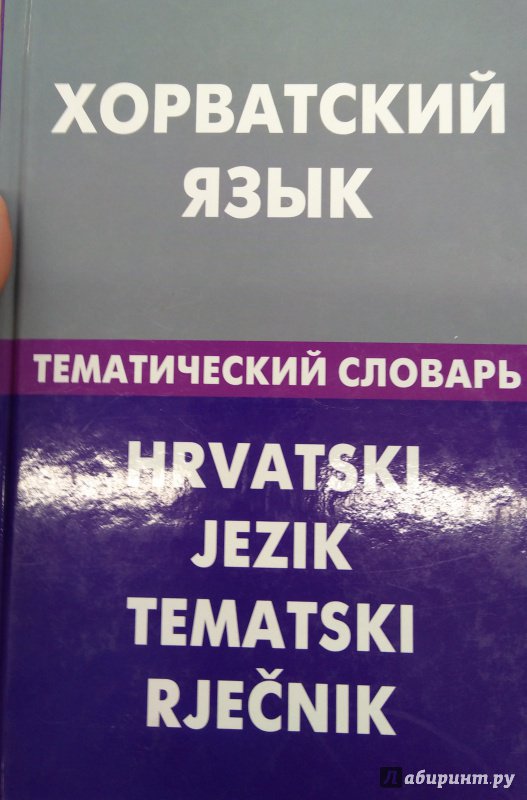 ХОРВАТСКИЙ
ЯЗЫК
ТЕМАТИЧЕСКИЙ СЛОВАРЬ
HRVATSKI
JEZIK
TEMATSKI
RJEČNIK
Лабиринт.ру